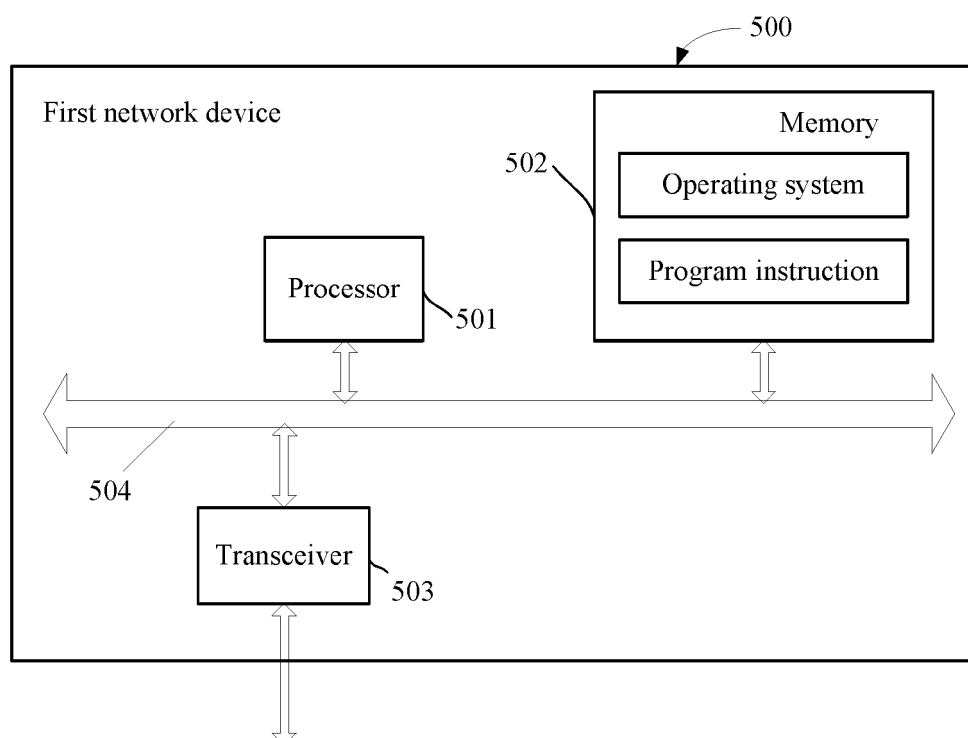 500
First network device
Memory
502
Operating system
Program instruction
Processor
501
504
Transceiver
503